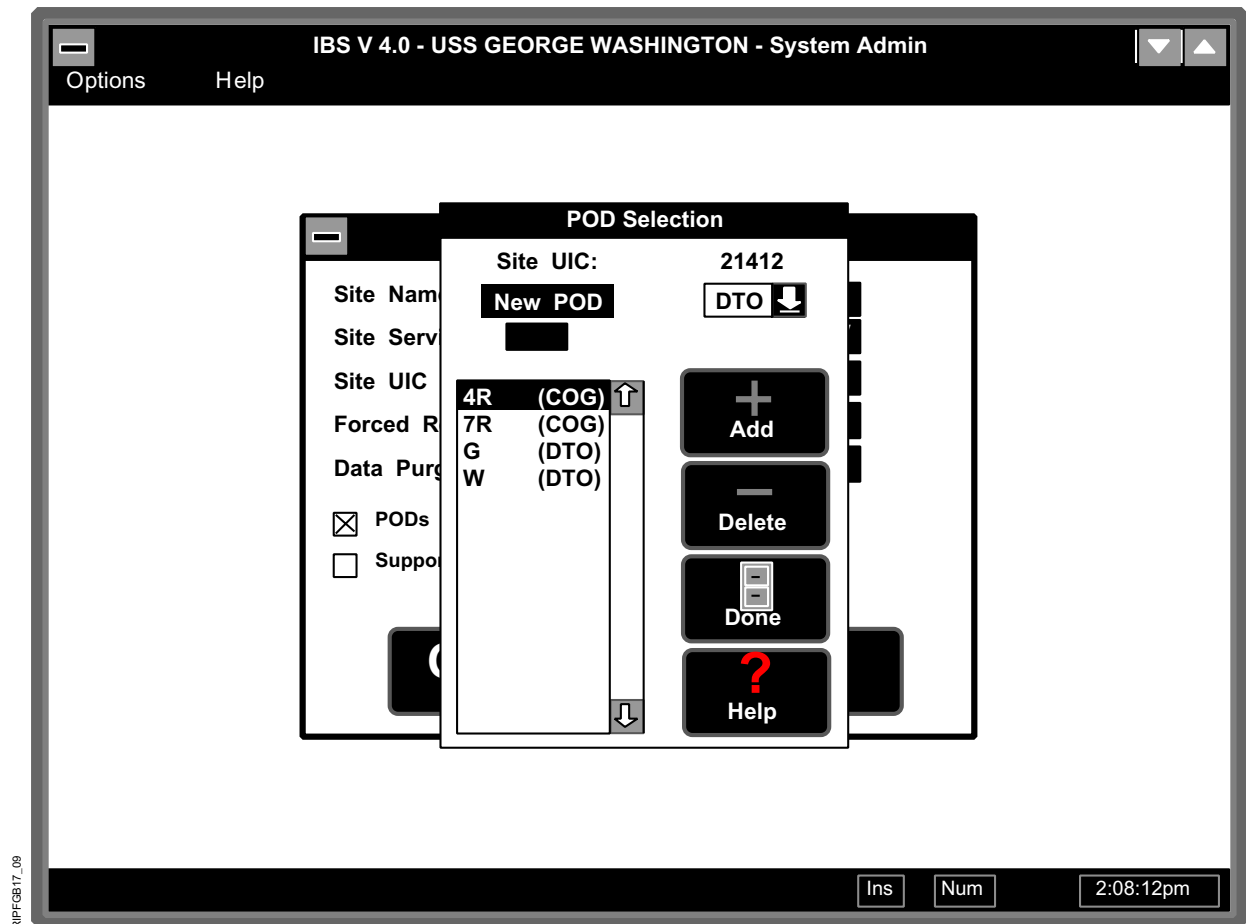 IBS V 4.0 - USS GEORGE WASHINGTON - System Admin
Options Help
POD Selection
Site UIC: 21412
Site Nam
New POD DTO
Site Servi
Site UIC
4R (COG)
Forced R
7R (COG)
Add
G (DTO)
Data Purg
W (DTO)
PODs
Delete
Suppo
Done
Help
Ins Num 2:08:12pm
RIPFGB17_09